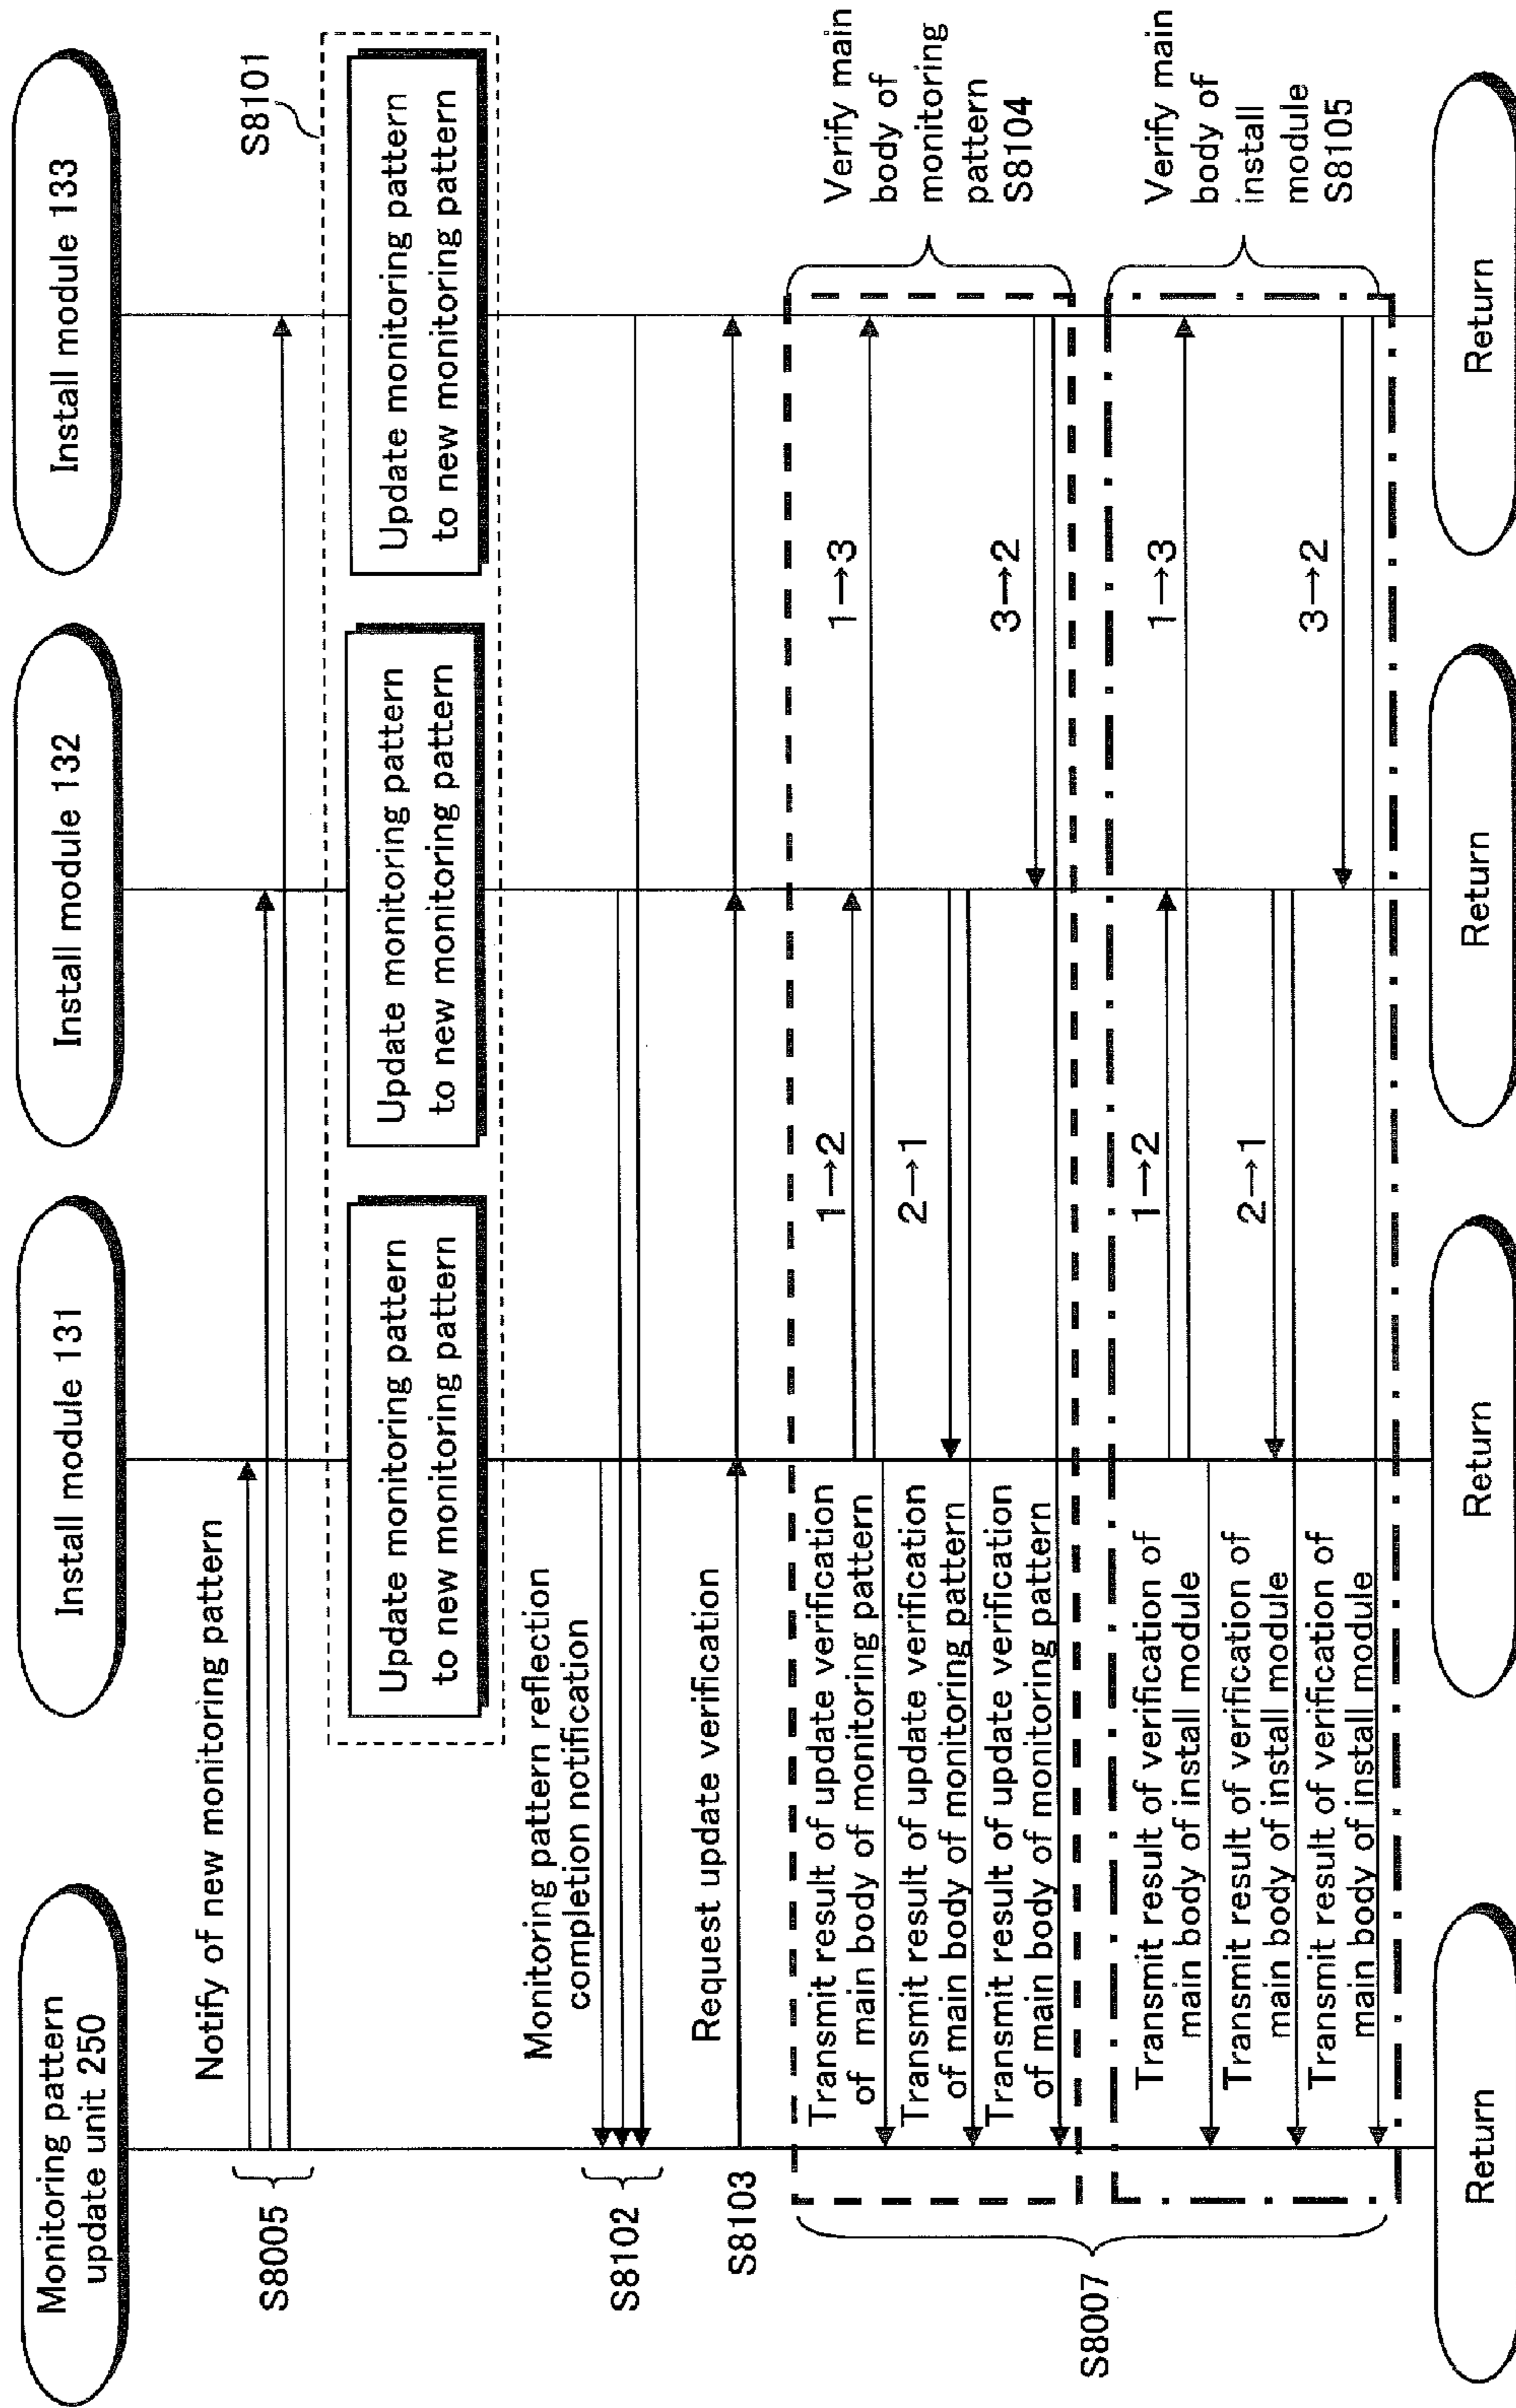 Monitoring pattern
update unit 250
Install module 131
Install module 132
Install module 133
Notify of new monitoring pattern
S8005
S8101
Update monitoring pattern
to new monitoring pattern
Update monitoring pattern
to new monitoring pattern
Update monitoring pattern
to new monitoring pattern
Monitoring pattern reflection
completion notification
S8102
Request update verification
S8103
1→2
1→3
Transmit result of update verification
of main body of monitoring pattern
2→1
Transmit result of update verification
of main body of monitoring pattern
3→2
Transmit result of update verification
of main body of monitoring pattern
Verify main
body of
monitoring
pattern
S8104
S8007
1→2
1→3
Transmit result of verification of
main body of install module
2→1
Transmit result of verification of
main body of install module
3→2
Transmit result of verification of
main body of install module
Verify main
body of
install
module
S8105
Return
Return
Return
Return